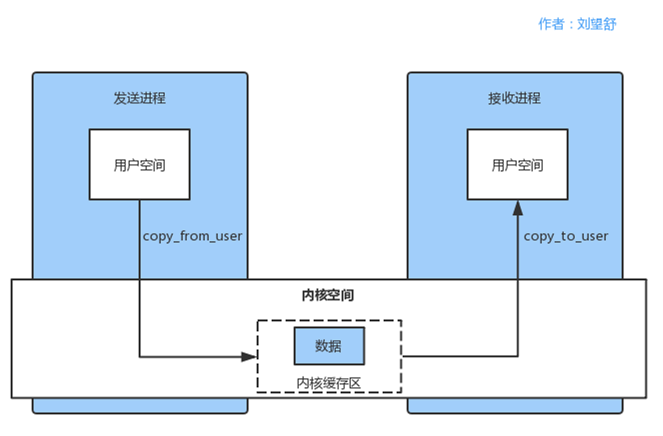 作者：刘望舒
发送进程
接收进程
用户空间
用户空间
copy_from_user
copy_to_user
内核空间
数据
内核缓存区